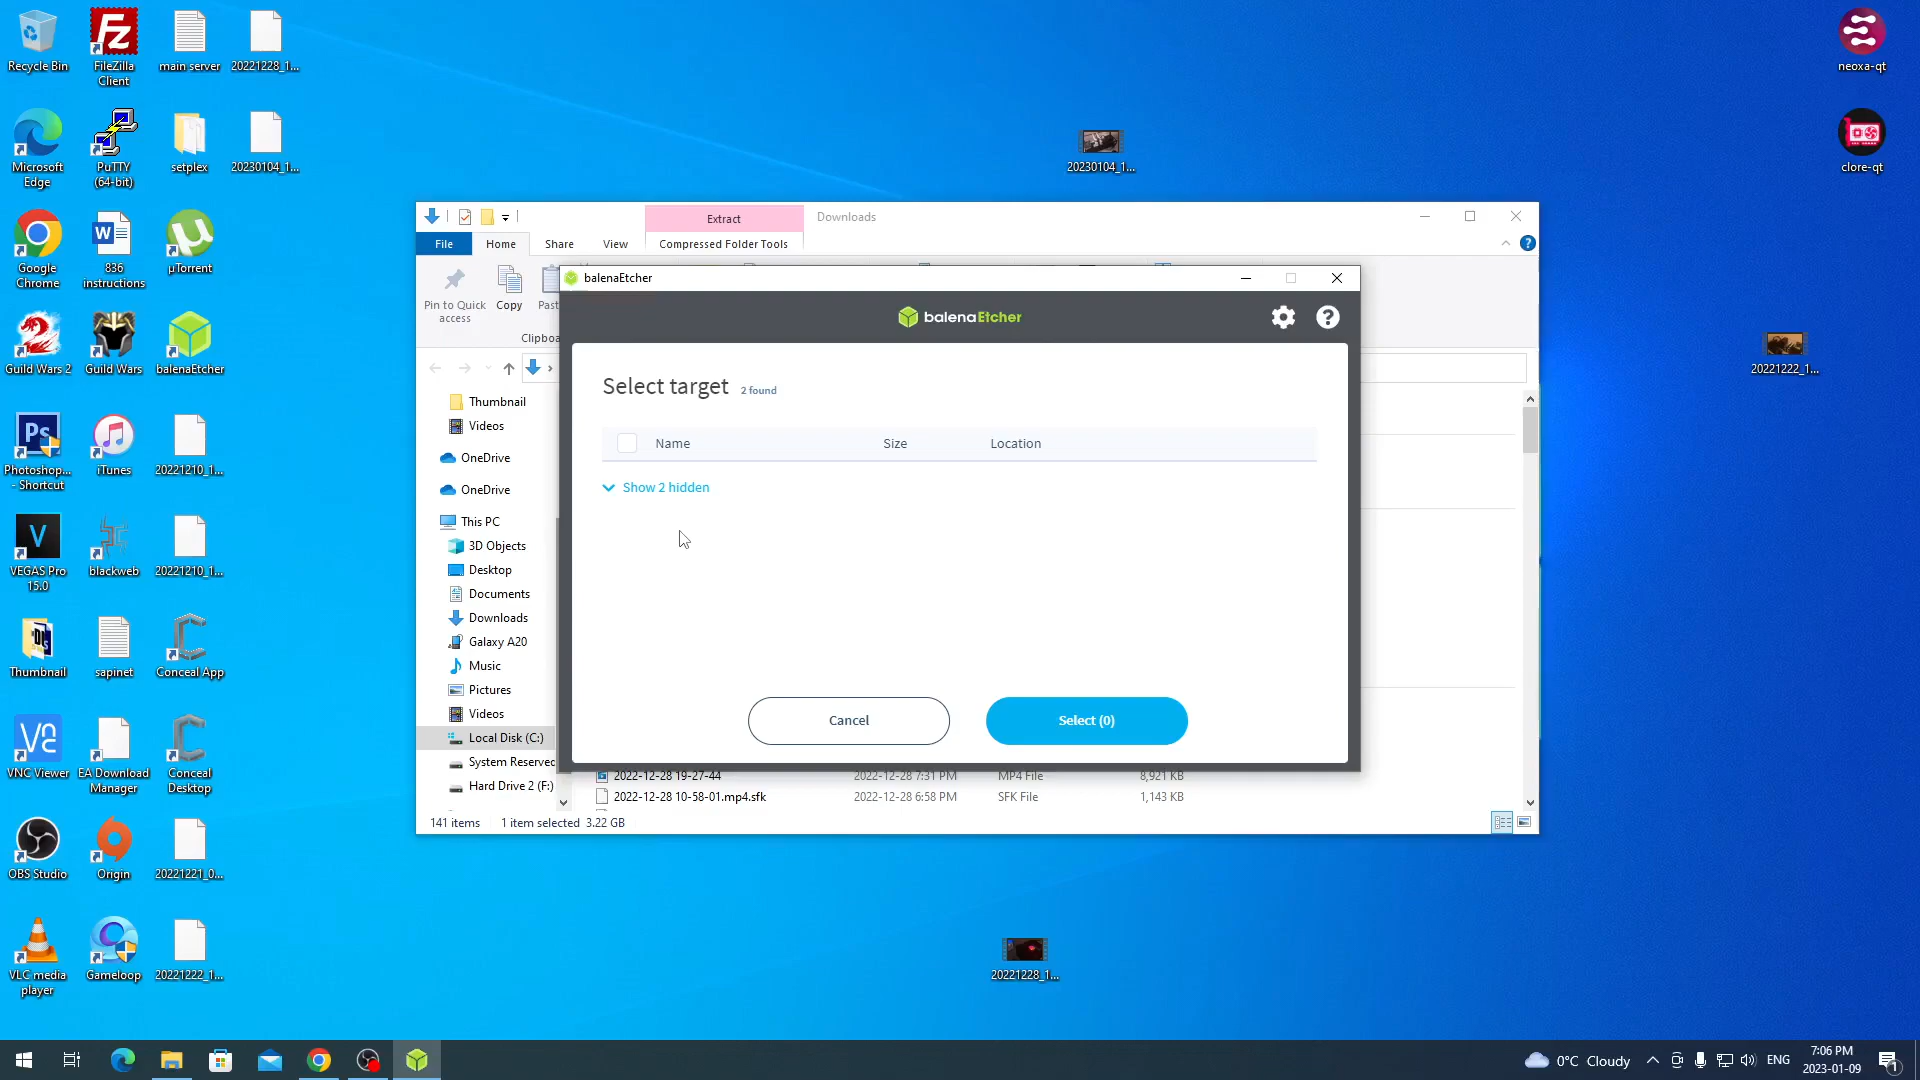 Recycle Bin
FileZilla
Client
main server
20221228_1...
neoxa-qt
Microsoft
Edge
PuTTY
(64-bit)
setplex
20230104_1...
20230104_1...
clore-qt
Google
Chrome
836
instructions
µTorrent
Guild Wars 2
Guild Wars
balenaEtcher
20221222_1...
Photoshop...
- Shortcut
iTunes
20221210_1...
VEGAS Pro
15.0
blackweb
20221210_1...
Thumbnail
sapinet
Conceal App
VNC Viewer
EA Download
Manager
Conceal
Desktop
OBS Studio
Origin
20221221_0...
VLC media
player
Gameloop
20221222_1...
20221228_1...
Extract
Downloads
File
Home
Share
View
Compressed Folder Tools
Pin to Quick
access
Copy
Past
Clipboa
Thumbnail
Videos
OneDrive
OneDrive
This PC
3D Objects
Desktop
Documents
Downloads
Galaxy A20
Music
Pictures
Videos
Local Disk (C:)
System Reserved
Hard Drive 2 (F:)
balenaEtcher
balenaEtcher
Select target 2 found
Name Size Location
Show 2 hidden
Cancel
Select (0)
2022-12-28 19-27-44 2022-12-28 7:31 PM MP4 File 8,921 KB
2022-12-28 10-58-01.mp4.sfk 2022-12-28 6:58 PM SFK File 1,143 KB
141 items 1 item selected 3.22 GB
0°C Cloudy
ENG
7:06 PM
2023-01-09
1